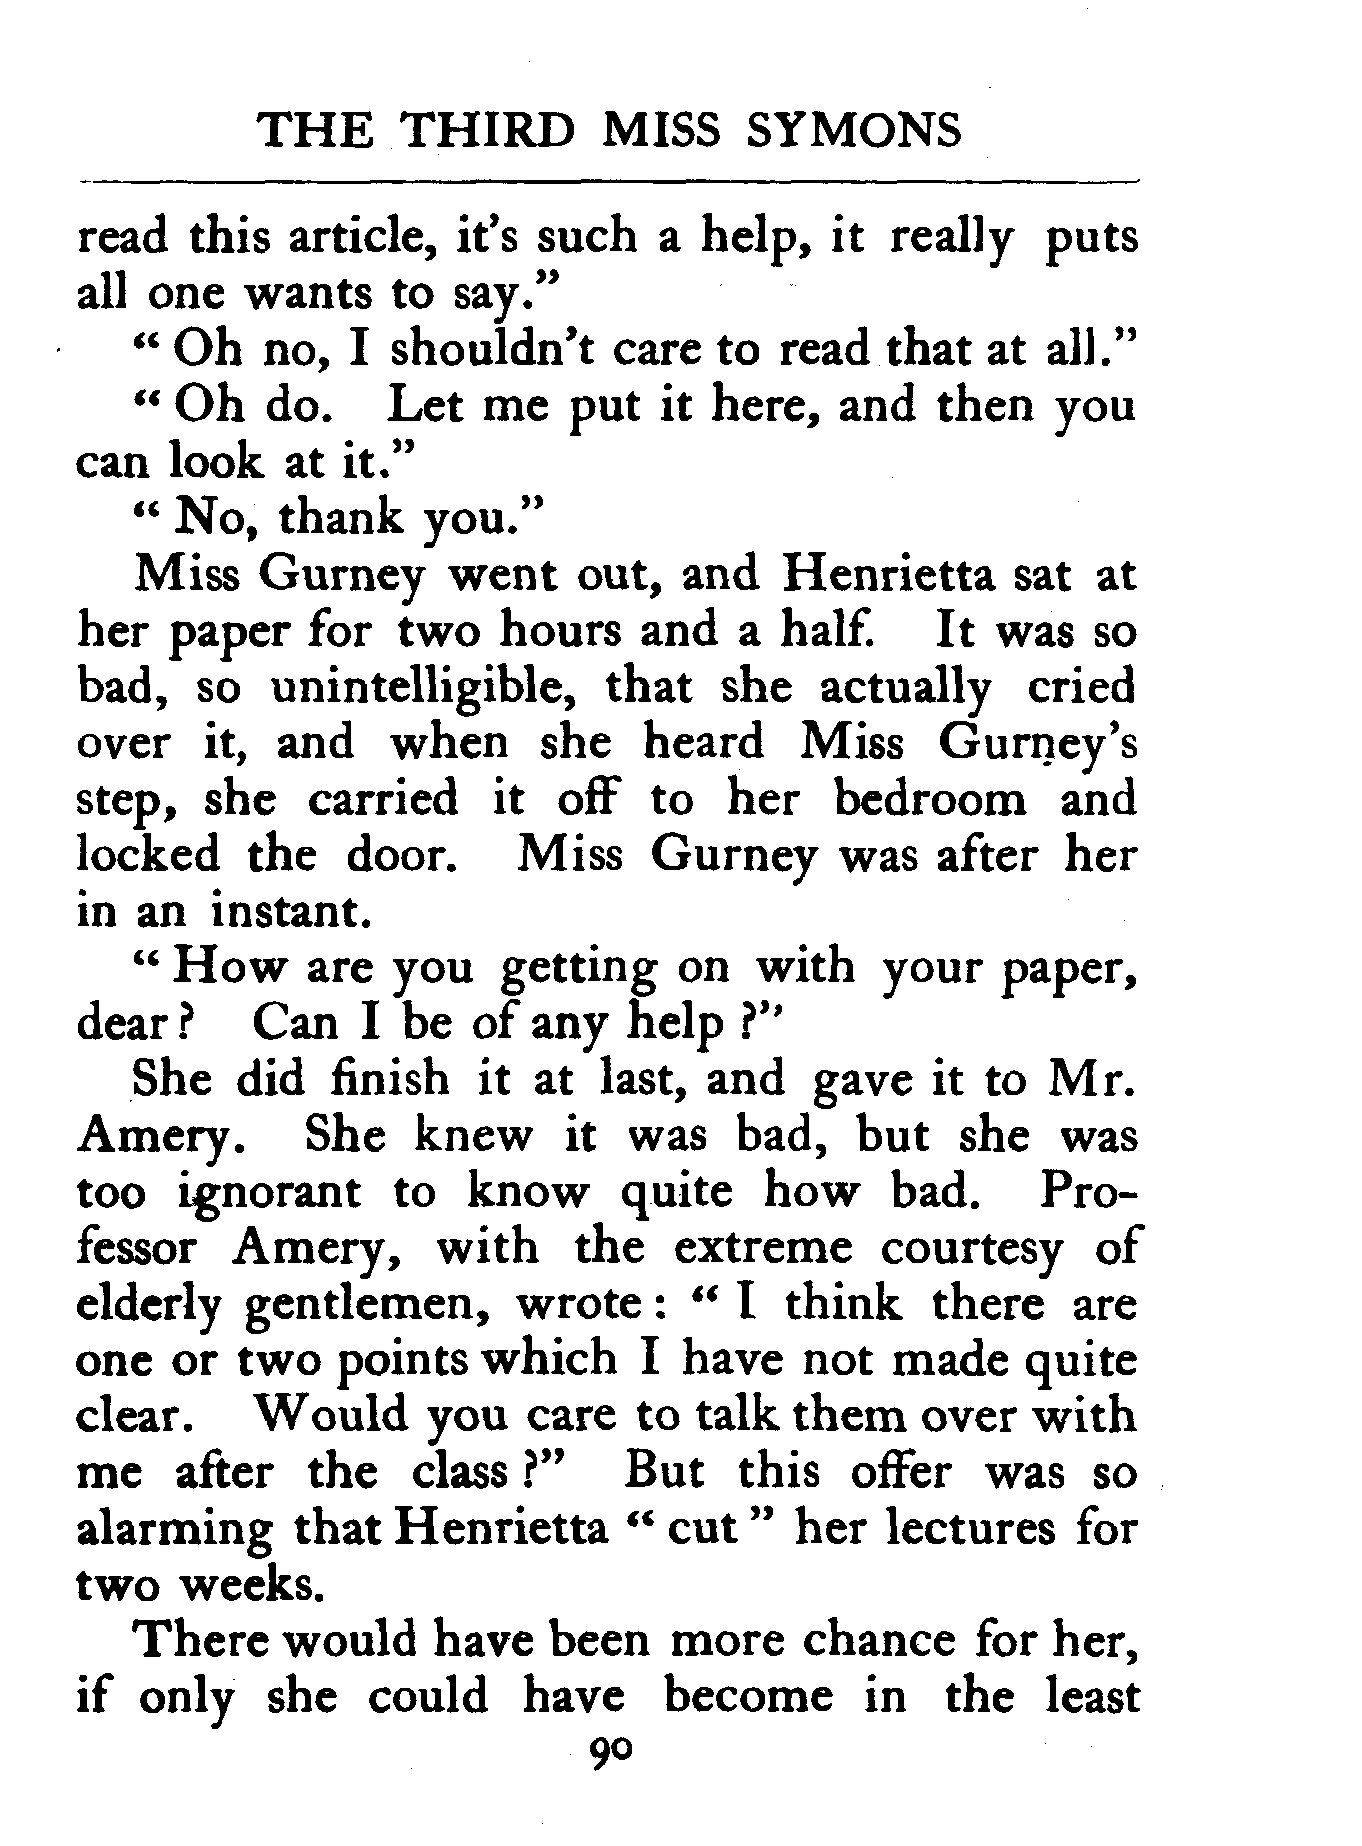 THE THIRD MISS SYMONS
read this article, it's such a help, it really puts
all one wants to say."
" Oh no, I shouldn't care to read that at all."
" Oh do. Let me put it here, and then you
can look at it."
" No, thank you."
Miss Gurney went out, and Henrietta sat at
her paper for two hours and a half. It was so
bad, so unintelligible, that she actually cried
over it, and when she heard Miss Gurney's
step, she carried it off to her bedroom and
locked the door. Miss Gurney was after her
in an instant.
" How are you getting on with your paper,
dear ? Can I be of any help ?"
She did finish it at last, and gave it to Mr.
Amery. She knew it was bad, but she was
too ignorant to know quite how bad. Pro-
fessor Amery, with the extreme courtesy of
elderly gentlemen, wrote : " I think there are
one or two points which I have not made quite
clear. Would you care to talk them over with
me after the class ?" But this offer was so
alarming that Henrietta " cut " her lectures for
two weeks.
There would have been more chance for her,
if only she could have become in the least
90